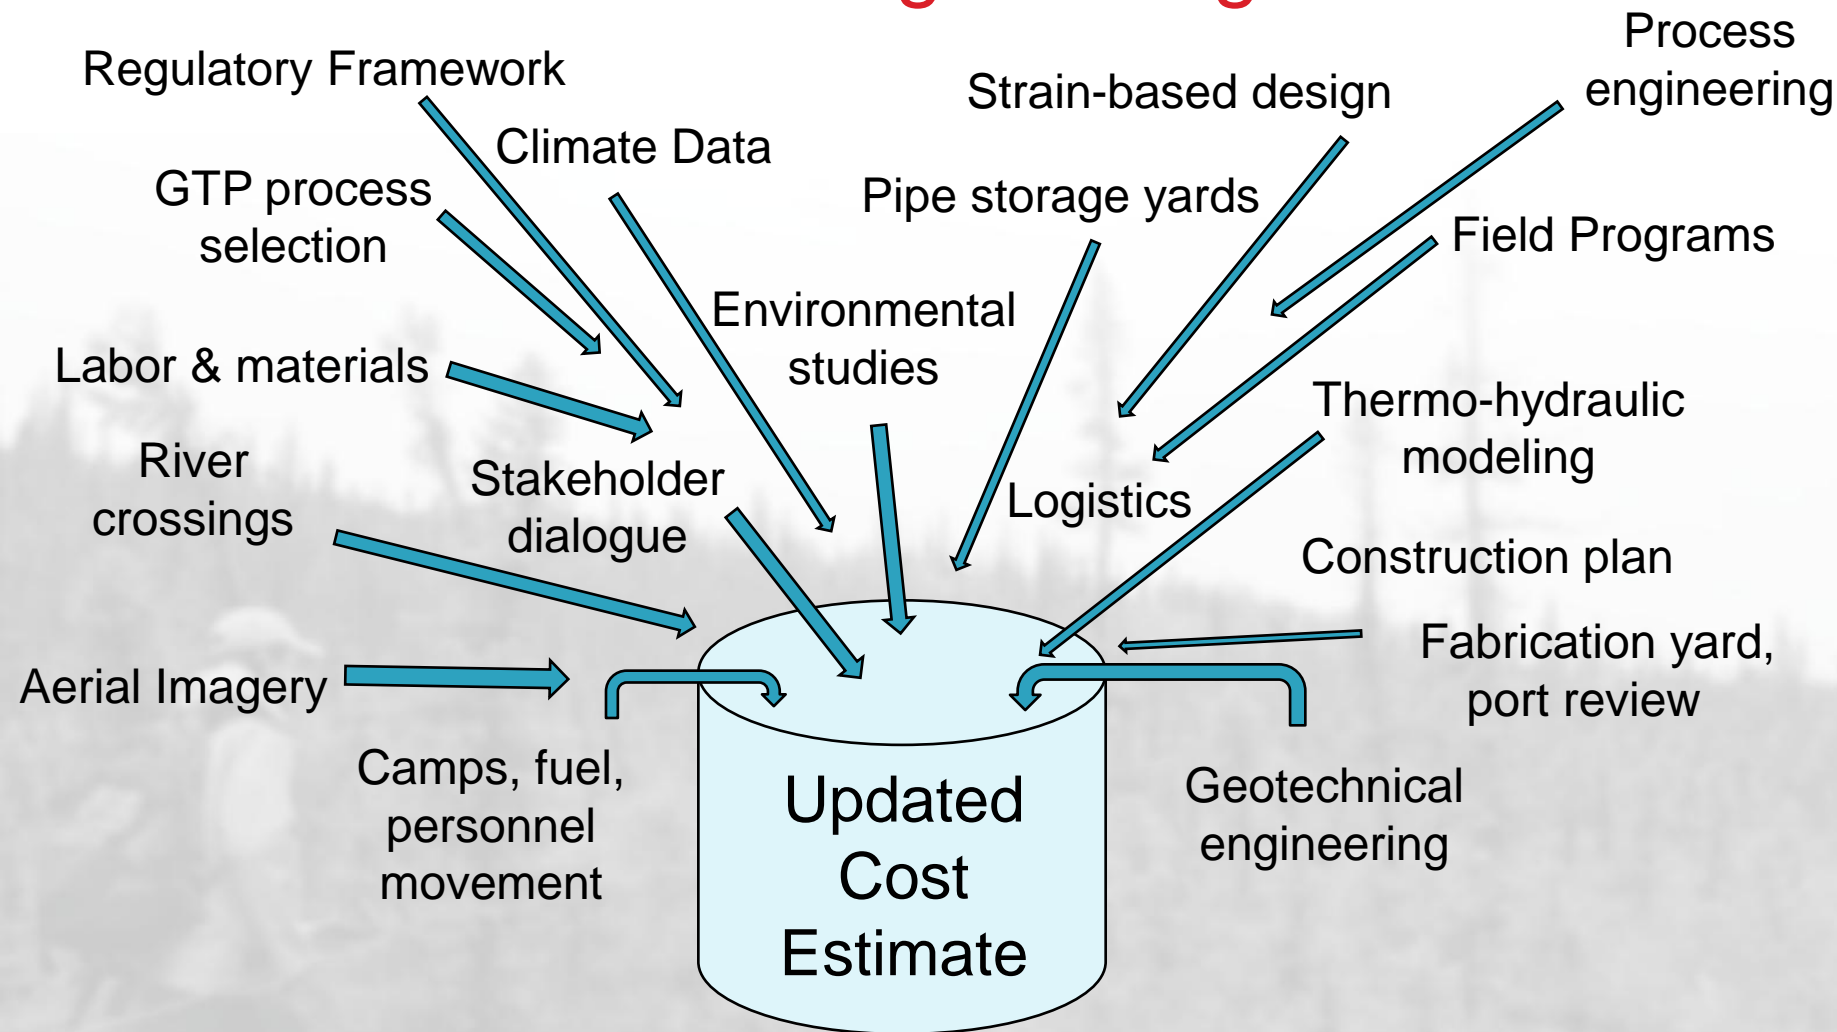 Process
engineering
Regulatory Framework
Strain-based design
Climate Data
GTP process
selection
Pipe storage yards
Field Programs
Environmental
studies
Labor & materials
Thermo-hydraulic
modeling
River
crossings
Stakeholder
dialogue
Logistics
Construction plan
Aerial Imagery
Fabrication yard,
port review
Camps, fuel,
personnel
movement
Updated
Cost
Estimate
Geotechnical
engineering